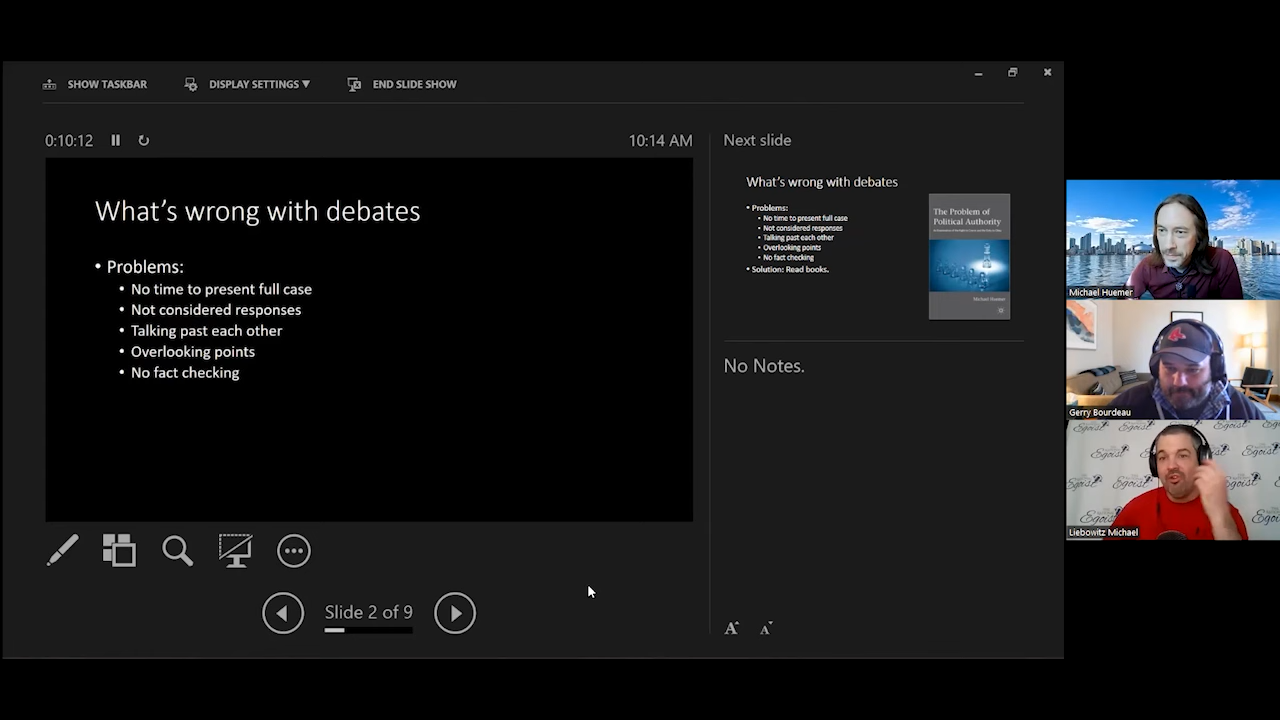 SHOW TASKBAR
DISPLAY SETTINGS ▼
END SLIDE SHOW
0:10:12
10:14 AM
What's wrong with debates
• Problems:
• No time to present full case
• Not considered responses
• Talking past each other
• Overlooking points
• No fact checking
Slide 2 of 9
Next slide
What's wrong with debates
• Problems:
• No time to present full case
• Not considered responses
• Talking past each other
• Overlooking points
• No fact checking
• Solution: Read books.
The Problem of
Political Authority
Michael Huemer
No Notes.
A
A
Michael Huemer
Gerry Bourdeau
Egoist
Egoist
Egoist
Egoist
Liebowitz Michael